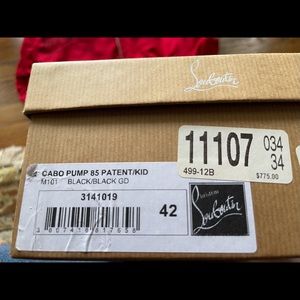 Louboutin
11107 034
34
499-12B
$775.00
CABO PUMP 85 PATENT/KID
M101 BLACK/BLACK GD
3141019
42
Louboutin